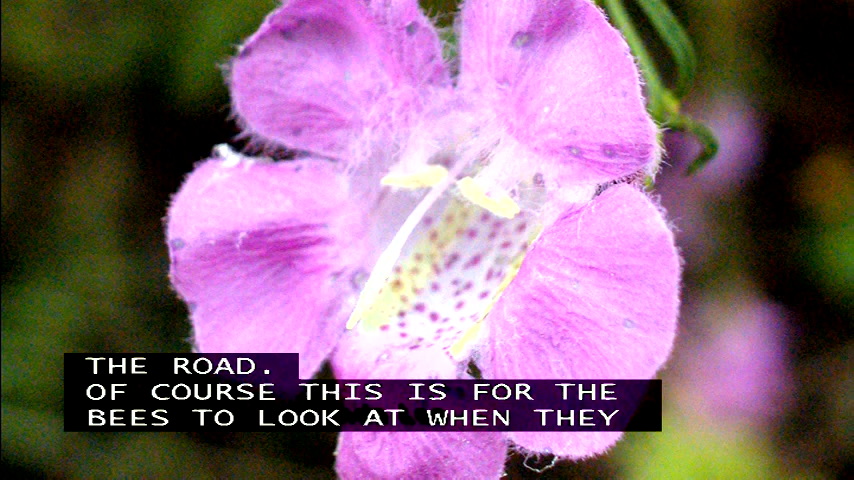 THE ROAD.
OF COURSE THIS IS FOR THE
BEES TO LOOK AT WHEN THEY